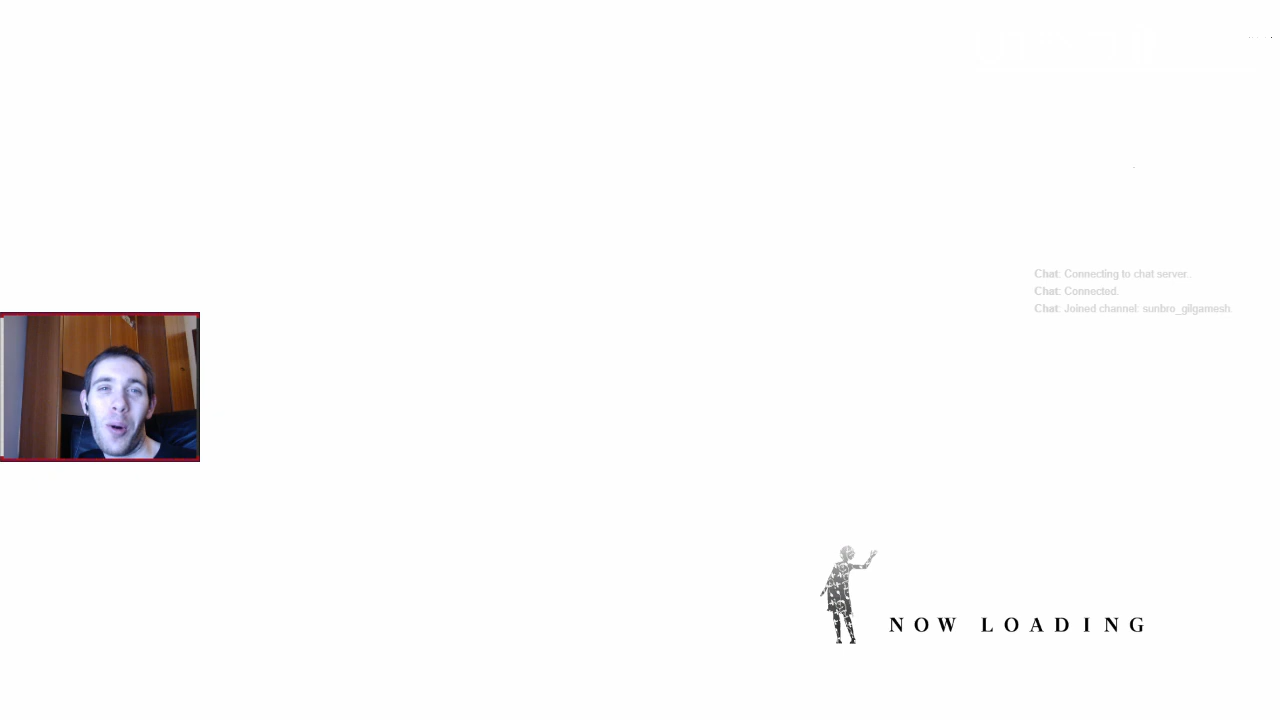 Chat: Connecting to chat server..
Chat: Connected.
Chat: Joined channel: sunbro_gilgamesh
NOW LOADING